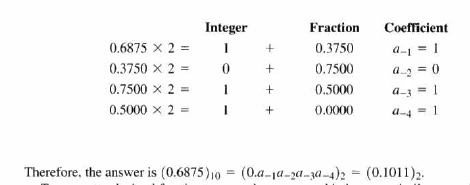 Integer Fraction Coefficient
0.6875 × 2 = 1 + 0.3750 a₋₁ = 1
0.3750 × 2 = 0 + 0.7500 a₋₂ = 0
0.7500 × 2 = 1 + 0.5000 a₋₃ = 1
0.5000 × 2 = 1 + 0.0000 a₋₄ = 1
Therefore, the answer is (0.6875)₁₀ = (0.a₋₁a₋₂a₋₃a₋₄)₂ = (0.1011)₂.